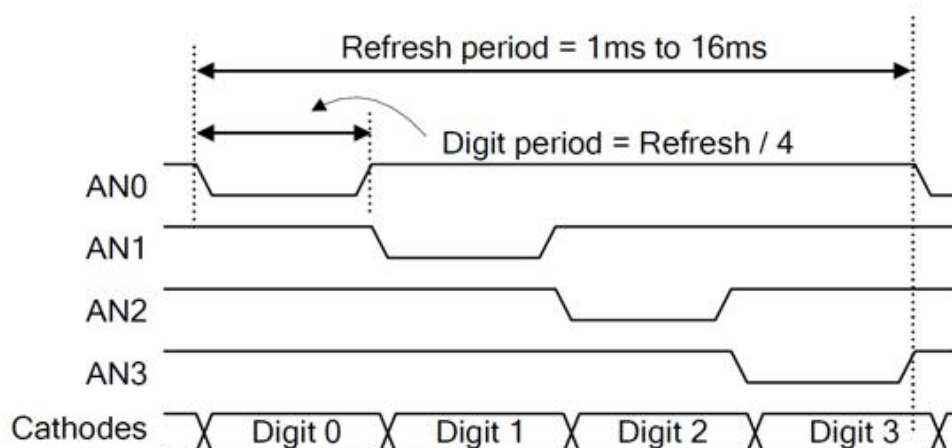 Refresh period = 1ms to 16ms
Digit period = Refresh / 4
AN0
AN1
AN2
AN3
Cathodes Digit 0 Digit 1 Digit 2 Digit 3